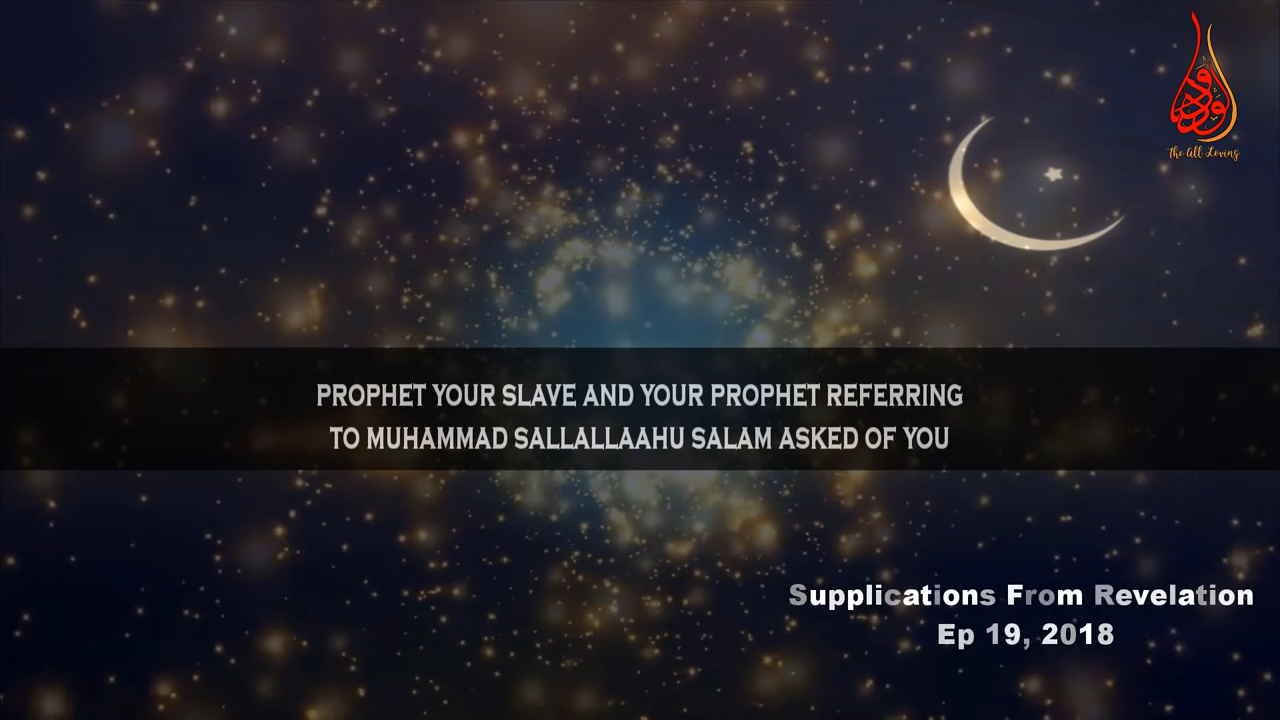 الودود
The All Loving
PROPHET YOUR SLAVE AND YOUR PROPHET REFERRING
TO MUHAMMAD SALLALLAAHU SALAM ASKED OF YOU
Supplications From Revelation
Ep 19, 2018